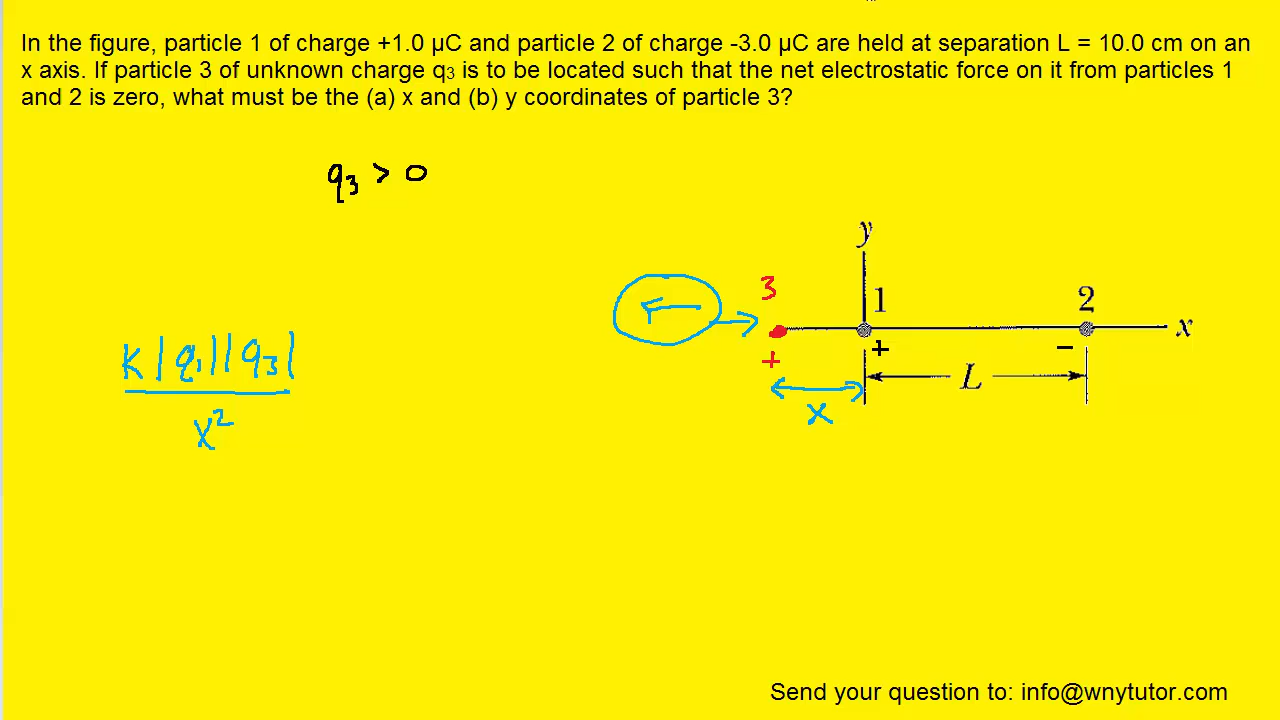 In the figure, particle 1 of charge +1.0 µC and particle 2 of charge -3.0 µC are held at separation L = 10.0 cm on an
x axis. If particle 3 of unknown charge q3 is to be located such that the net electrostatic force on it from particles 1
and 2 is zero, what must be the (a) x and (b) y coordinates of particle 3?
q3 > 0
y
3
1
2
x
+
+
−
L
x
K|q1||q3|
x²
Send your question to: info@wnytutor.com